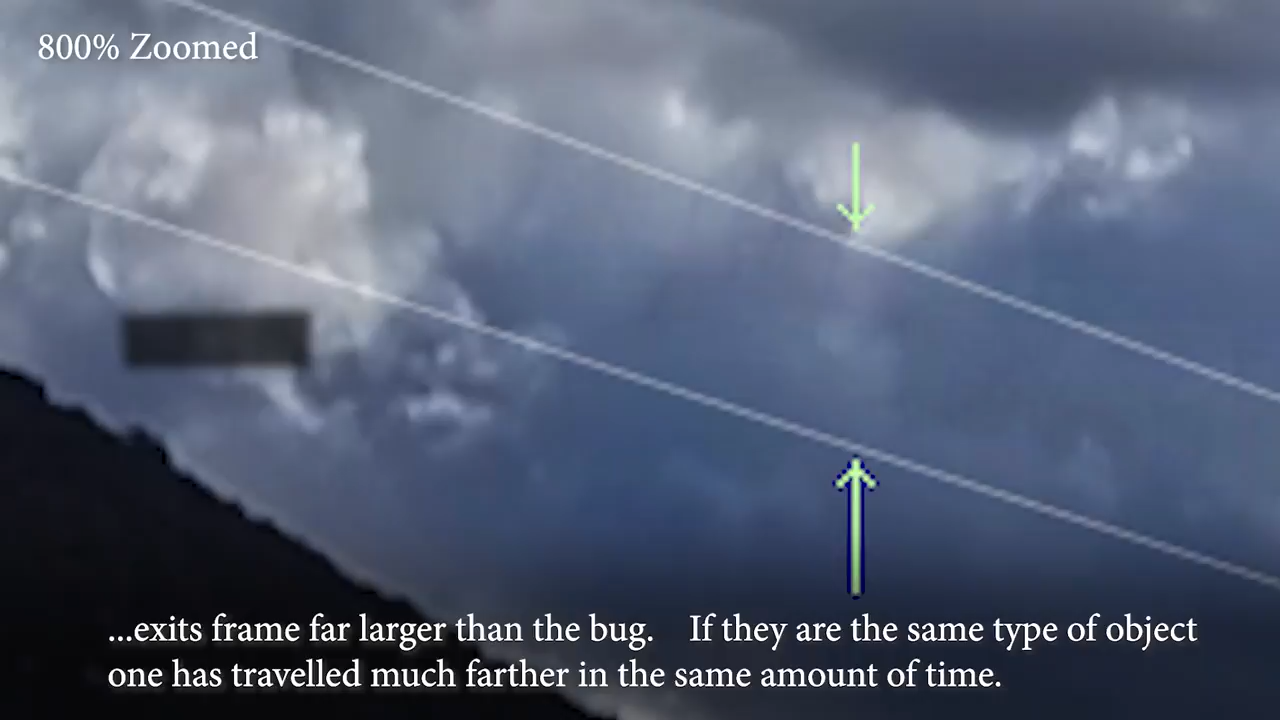 800% Zoomed
...exits frame far larger than the bug. If they are the same type of object
one has travelled much farther in the same amount of time.